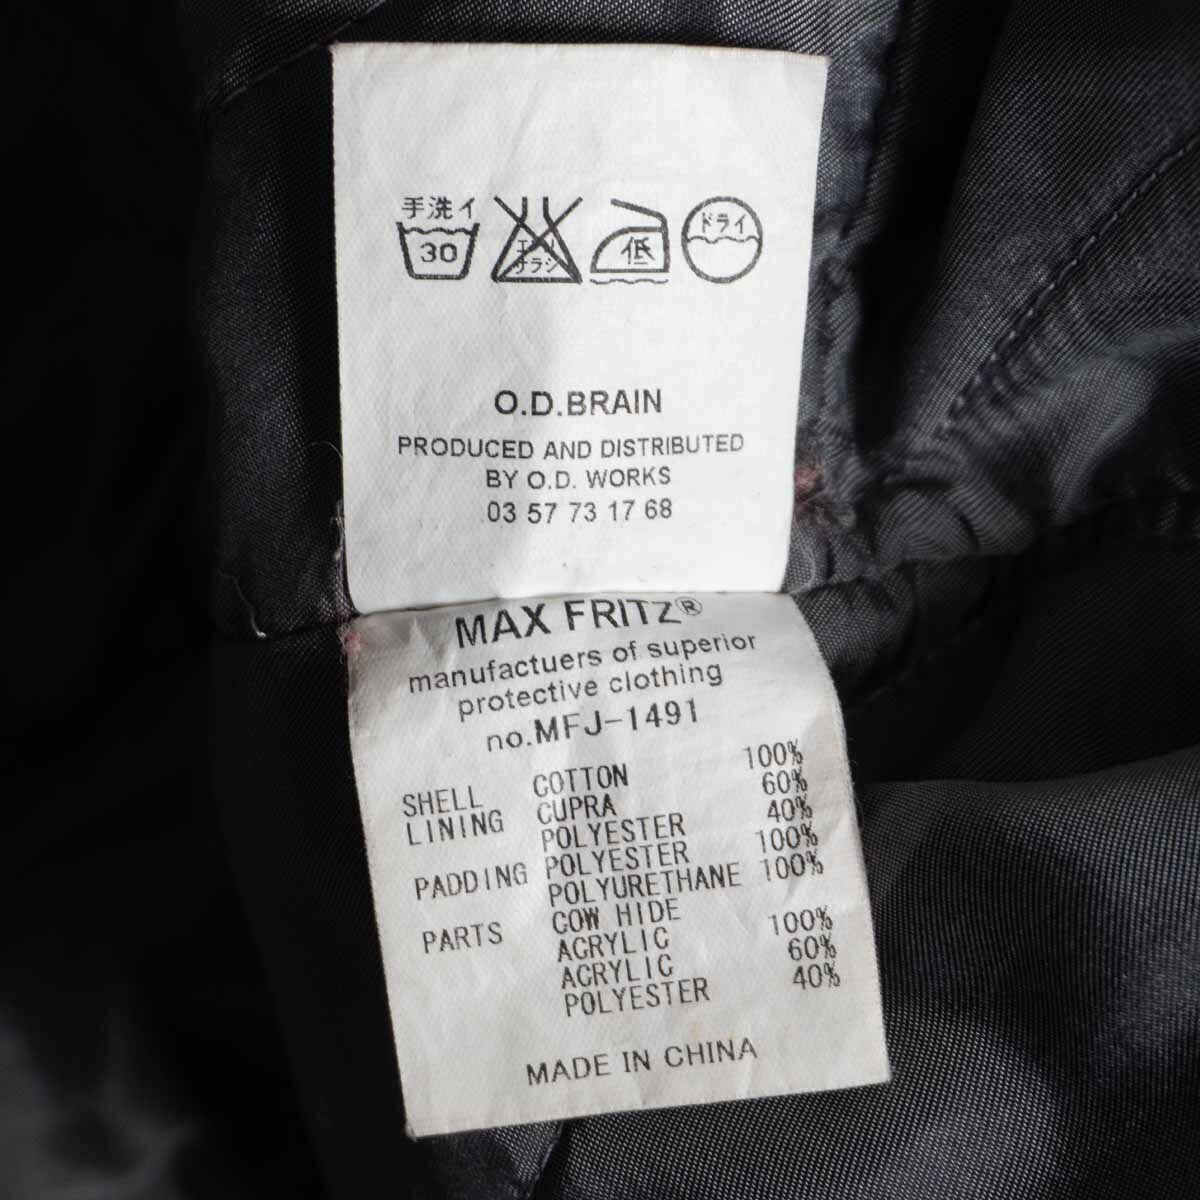 手洗イ
30
エンソ
サラシ
低
ドライ
O.D.BRAIN
PRODUCED AND DISTRIBUTED
BY O.D. WORKS
03 57 73 17 68
MAX FRITZ®
manufactuers of superior
protective clothing
no.MFJ-1491
SHELL COTTON 100%
LINING CUPRA 60%
POLYESTER 40%
PADDING POLYESTER 100%
POLYURETHANE 100%
PARTS COW HIDE
ACRYLIC 100%
ACRYLIC 60%
POLYESTER 40%
MADE IN CHINA